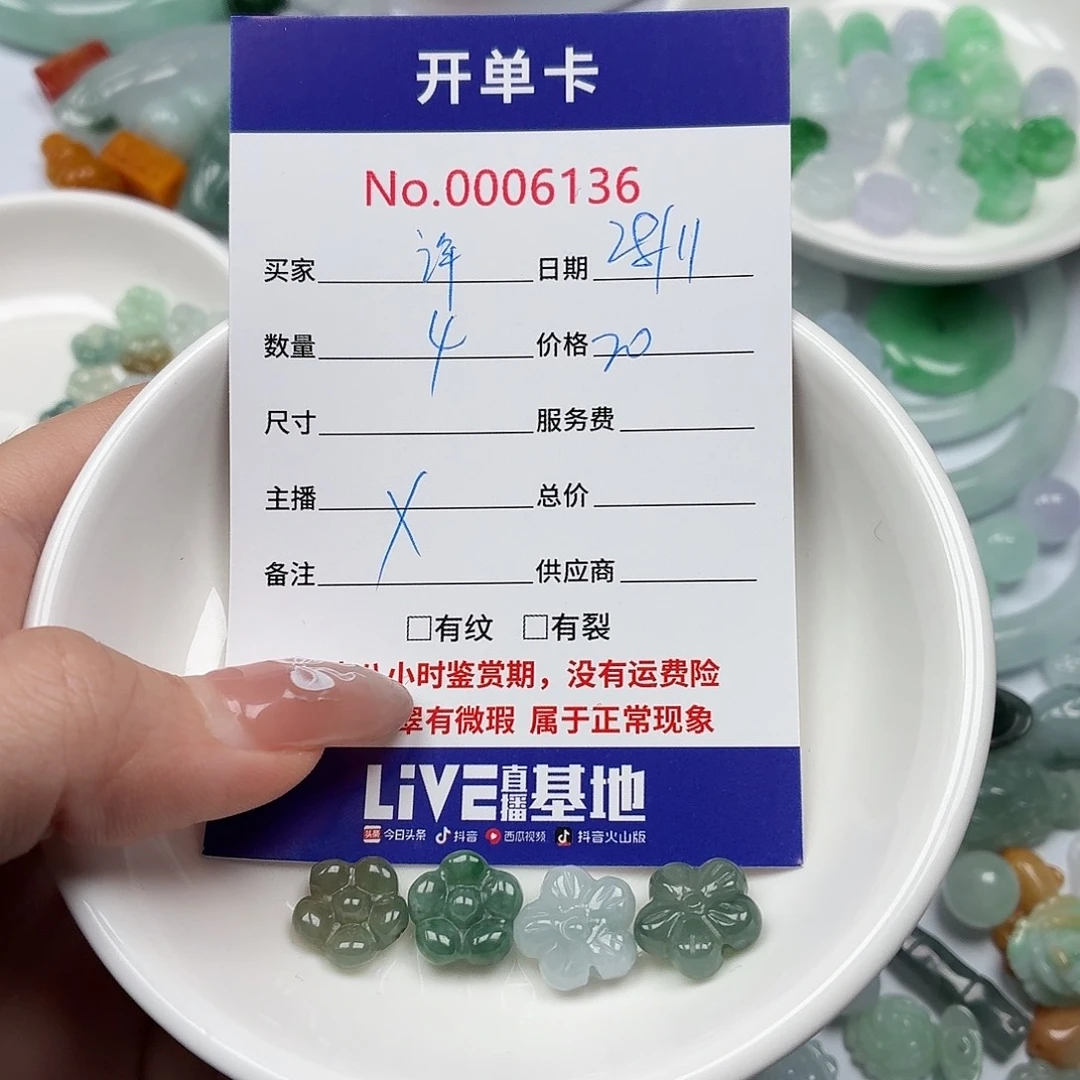 开单卡
No.0006136
买家 许 日期 28/11
数量 4 价格 20
尺寸 服务费
主播 X 总价
备注 供应商
□有纹 □有裂
小时鉴赏期，没有运费险
翠有微瑕 属于正常现象
LiVE直播基地
头条 今日头条 抖音 西瓜视频 抖音火山版